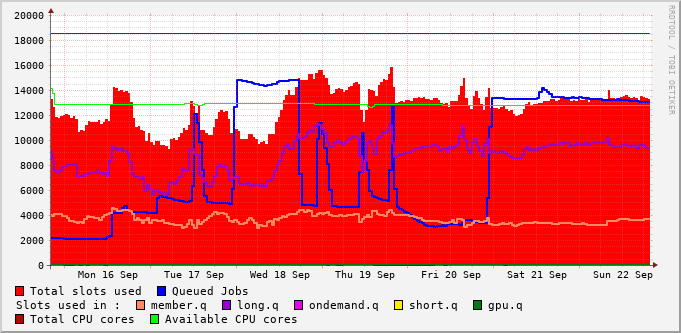 20000
18000
16000
14000
12000
10000
8000
6000
4000
2000
0
Mon 16 Sep Tue 17 Sep Wed 18 Sep Thu 19 Sep Fri 20 Sep Sat 21 Sep Sun 22 Sep
RRDTOOL / TOBI OETIKER
Total slots used Queued Jobs
Slots used in : member.q long.q ondemand.q short.q gpu.q
Total CPU cores Available CPU cores